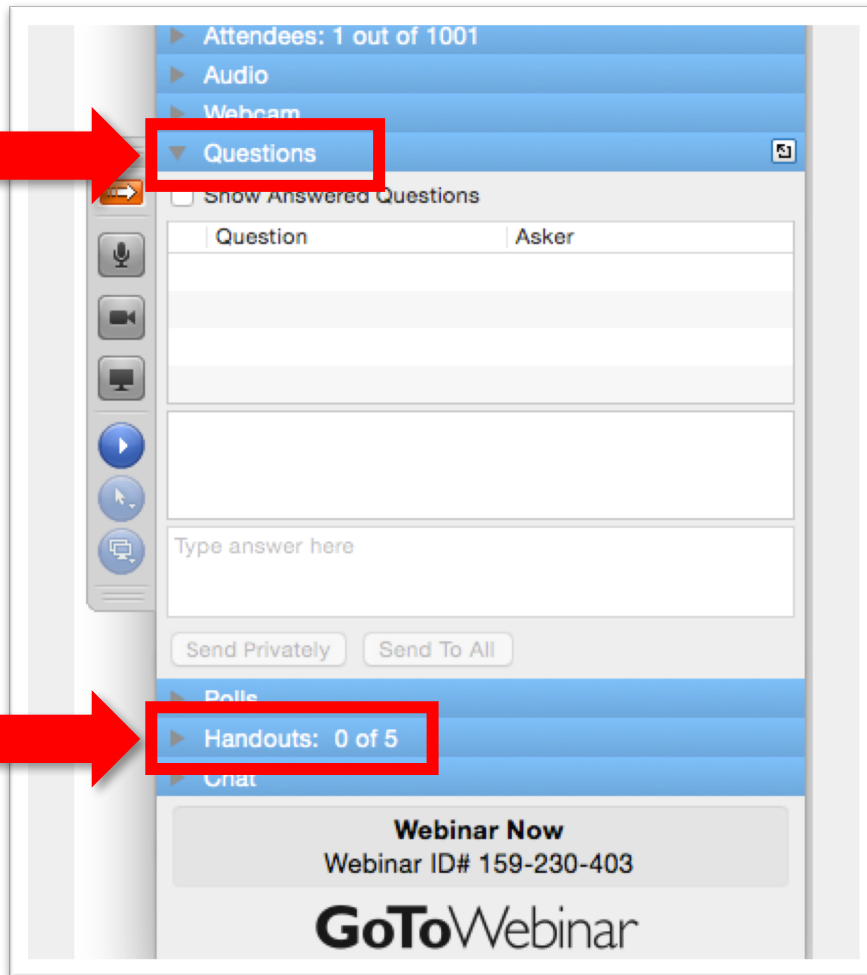 Attendees: 1 out of 1001
Audio
Webcam
Questions
Show Answered Questions
Question Asker
Type answer here
Send Privately Send To All
Polls
Handouts: 0 of 5
Chat
Webinar Now
Webinar ID# 159-230-403
GoToWebinar